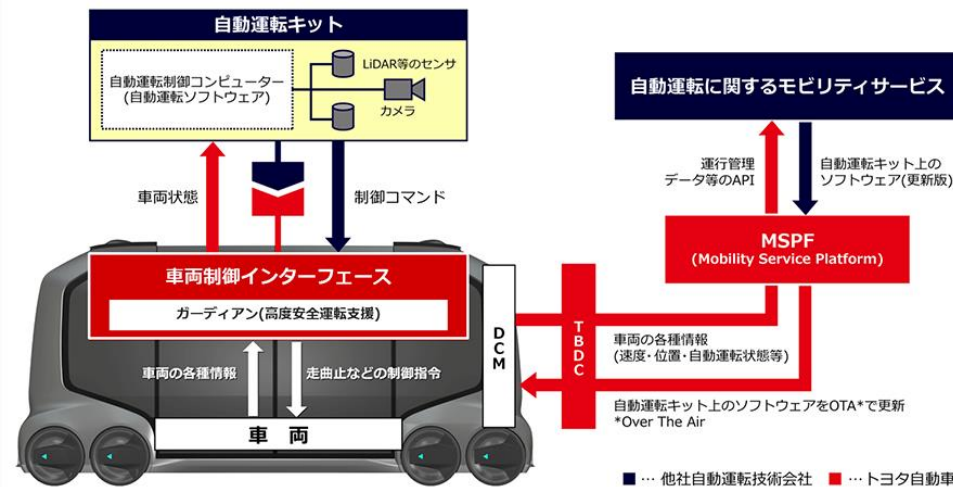 自動運転キット
自動運転制御コンピューター
(自動運転ソフトウェア)
LiDAR等のセンサ
カメラ
自動運転に関するモビリティサービス
車両状態
制御コマンド
運行管理
データ等のAPI
自動運転キット上の
ソフトウェア(更新版)
MSPF
(Mobility Service Platform)
車両制御インターフェース
ガーディアン(高度安全運転支援)
車両の各種情報
走曲止などの制御指令
車 両
DCM
TBDC
車両の各種情報
(速度・位置・自動運転状態等)
自動運転キット上のソフトウェアをOTA*で更新
*Over The Air
■ … 他社自動運転技術会社 ■ … トヨタ自動車